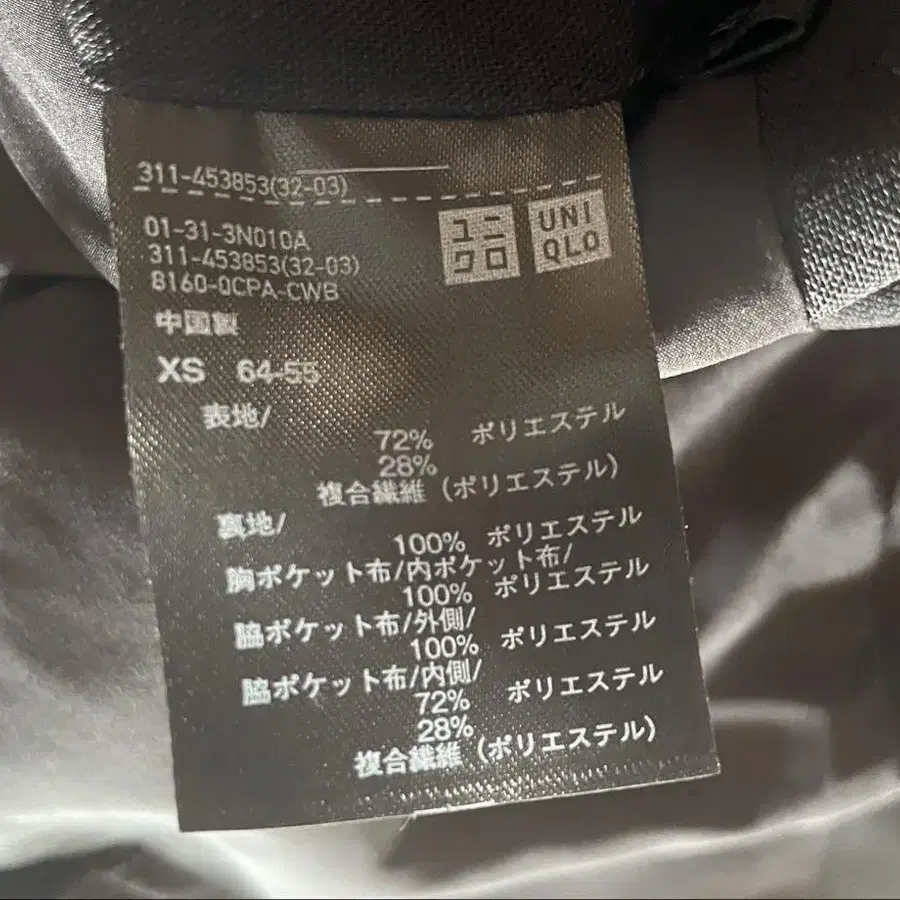 311-453853(32-03)
ユニクロ
UNIQLO
01-31-3N010A
311-453853(32-03)
8160-QCPA-CWB
中国製
XS 64-55
表地/
72% ポリエステル
28%
複合繊維(ポリエステル)
裏地/
100% ポリエステル
胸ポケット布/内ポケット布/
100% ポリエステル
脇ポケット布/外側/
100% ポリエステル
脇ポケット布/内側/
72% ポリエステル
28%
複合繊維(ポリエステル)